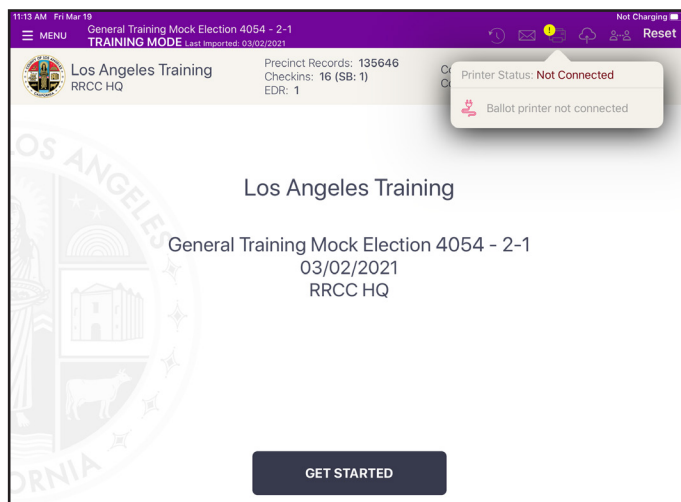 11:13 AM Fri Mar 19
Not Charging
MENU
General Training Mock Election 4054 - 2-1
TRAINING MODE Last Imported: 03/02/2021
Reset
Los Angeles Training
RRCC HQ
Precinct Records: 135646
Checkins: 16 (SB: 1)
EDR: 1
Printer Status: Not Connected
Ballot printer not connected
OS ANGELES
Los Angeles Training
General Training Mock Election 4054 - 2-1
03/02/2021
RRCC HQ
ORNIA
GET STARTED